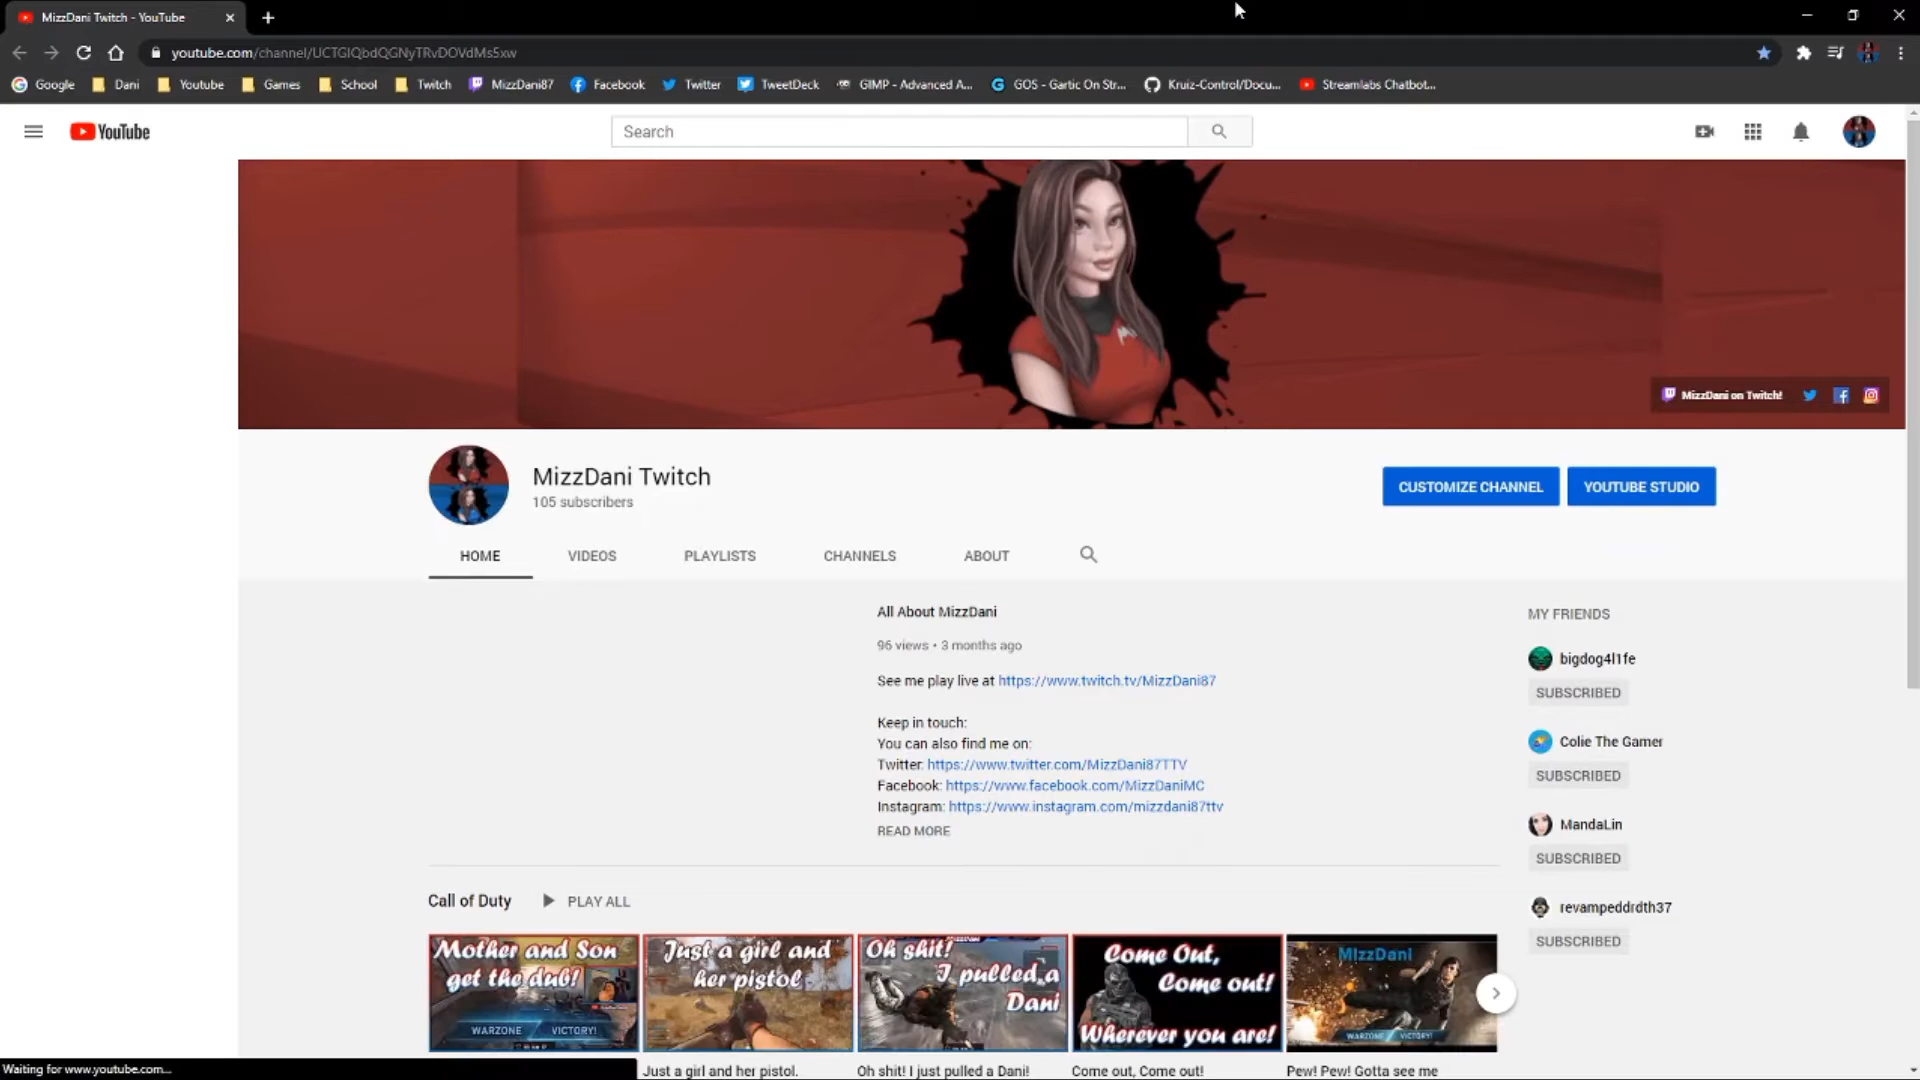 MizzDani Twitch - YouTube
youtube.com/channel/UCTGIQbdQGNyTRvDOVdMs5xw
Google Dani Youtube Games School Twitch MizzDani87 Facebook Twitter TweetDeck GIMP - Advanced A... GOS - Gartic On Str... Kruiz-Control/Docu... Streamlabs Chatbot...
YouTube
Search
MizzDani on Twitch!
MizzDani Twitch
105 subscribers
CUSTOMIZE CHANNEL YOUTUBE STUDIO
HOME VIDEOS PLAYLISTS CHANNELS ABOUT
All About MizzDani
96 views • 3 months ago
See me play live at https://www.twitch.tv/MizzDani87
Keep in touch:
You can also find me on:
Twitter: https://www.twitter.com/MizzDani87TTV
Facebook: https://www.facebook.com/MizzDaniMC
Instagram: https://www.instagram.com/mizzdani87ttv
READ MORE
MY FRIENDS
bigdog4l1fe
SUBSCRIBED
Colie The Gamer
SUBSCRIBED
MandaLin
SUBSCRIBED
revampeddrdth37
SUBSCRIBED
Call of Duty PLAY ALL
Mother and Son
get the dub!
WARZONE VICTORY!
Just a girl and
her pistol
Oh shit!
I pulled a
Dani
Come Out,
Come out!
Wherever you are!
MizzDani
WARZONE VICTORY!
Just a girl and her pistol.
Oh shit! I just pulled a Dani!
Come out, Come out!
Pew! Pew! Gotta see me
Waiting for www.youtube.com...